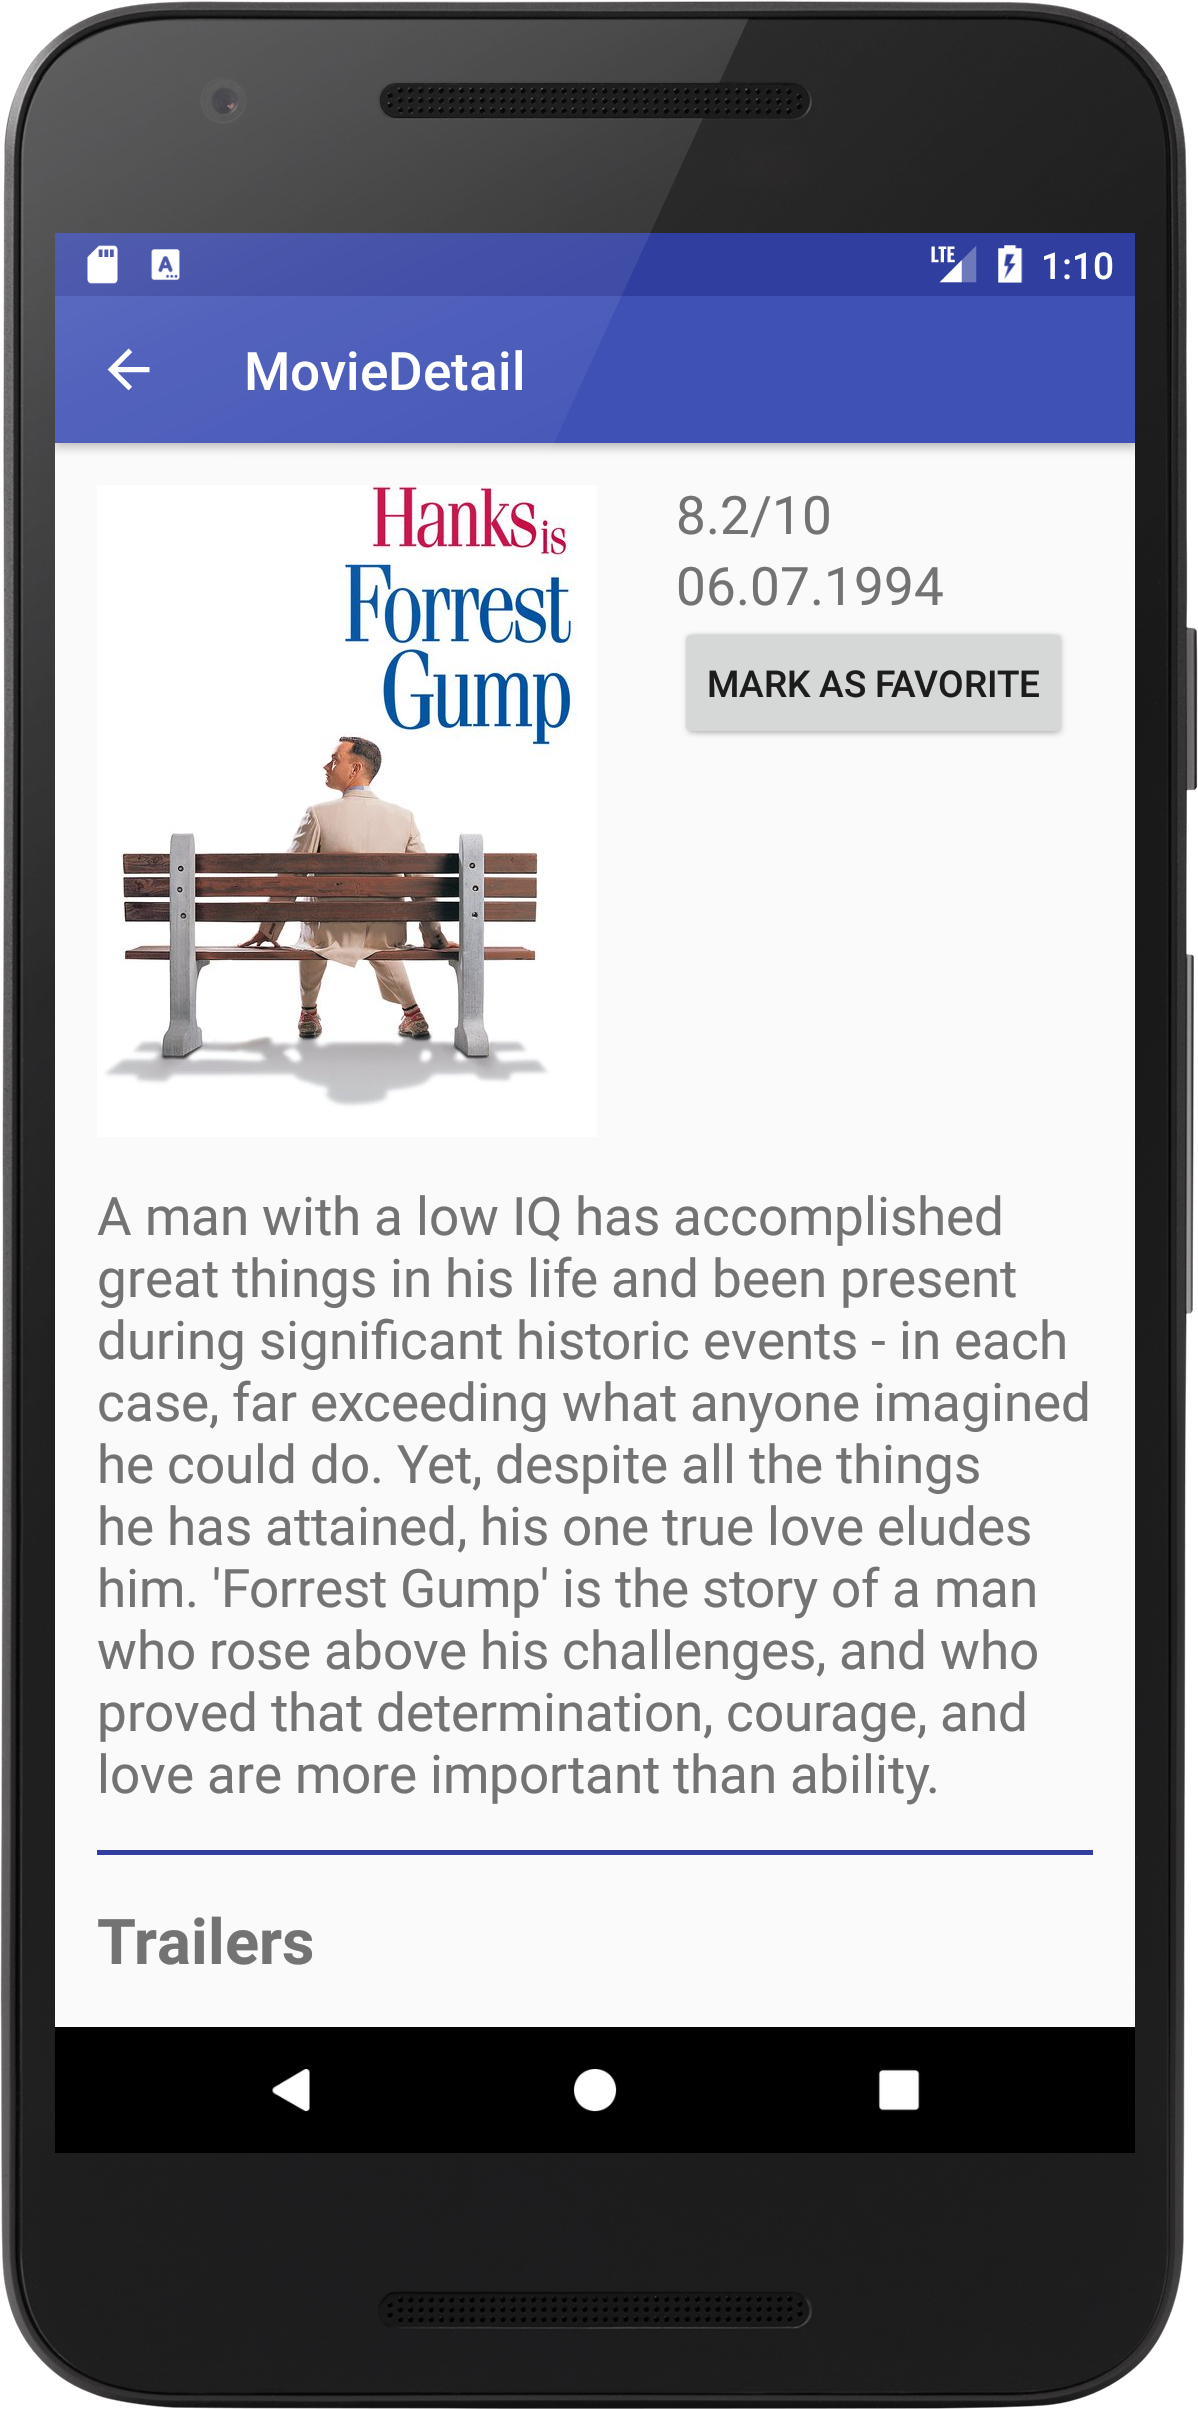 LTE 1:10
MovieDetail
Hanks is
Forrest
Gump
8.2/10
06.07.1994
MARK AS FAVORITE
A man with a low IQ has accomplished
great things in his life and been present
during significant historic events - in each
case, far exceeding what anyone imagined
he could do. Yet, despite all the things
he has attained, his one true love eludes
him. 'Forrest Gump' is the story of a man
who rose above his challenges, and who
proved that determination, courage, and
love are more important than ability.
Trailers